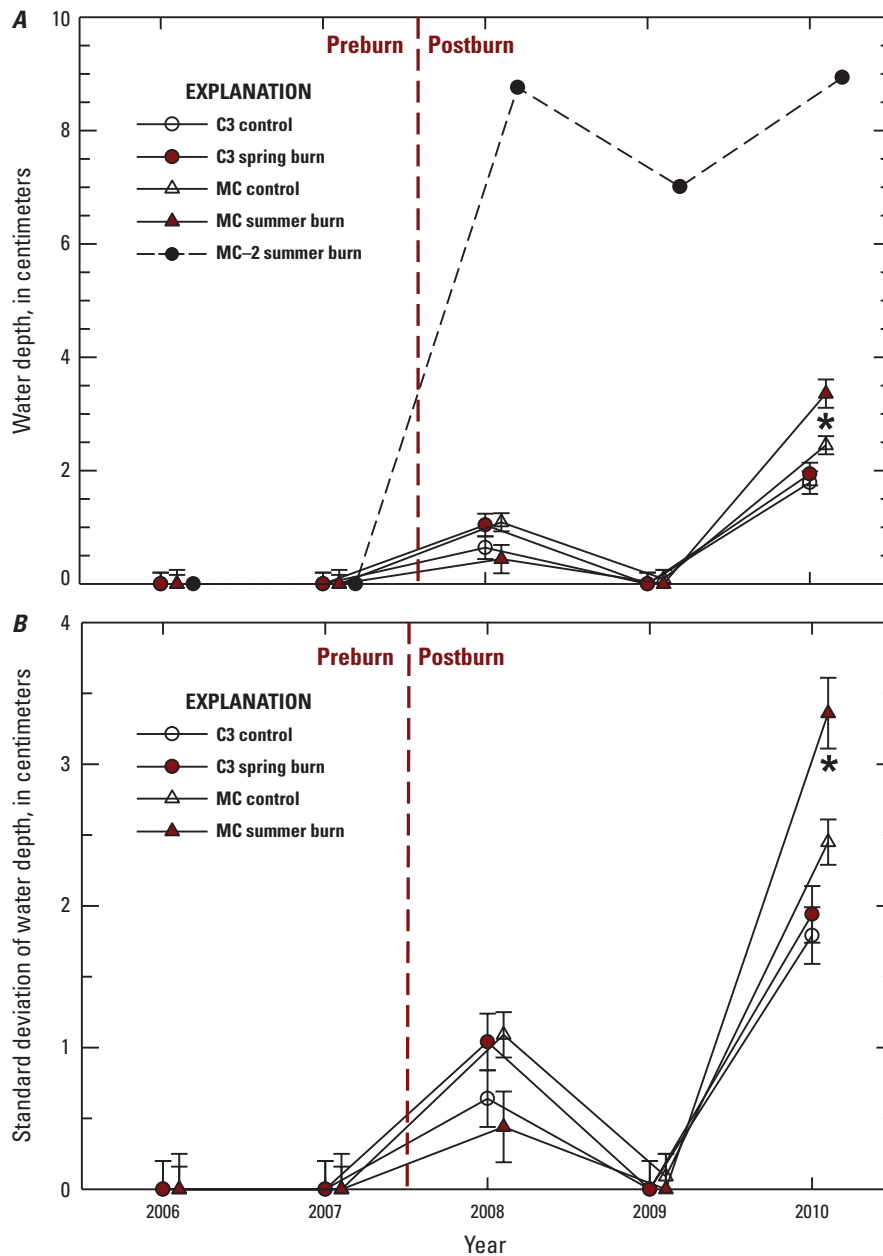 A
10
8
6
4
2
0
Water depth, in centimeters
Preburn Postburn
EXPLANATION
C3 control
C3 spring burn
MC control
MC summer burn
MC–2 summer burn
*
B
4
3
2
1
0
Standard deviation of water depth, in centimeters
Preburn Postburn
EXPLANATION
C3 control
C3 spring burn
MC control
MC summer burn
*
2006 2007 2008 2009 2010
Year